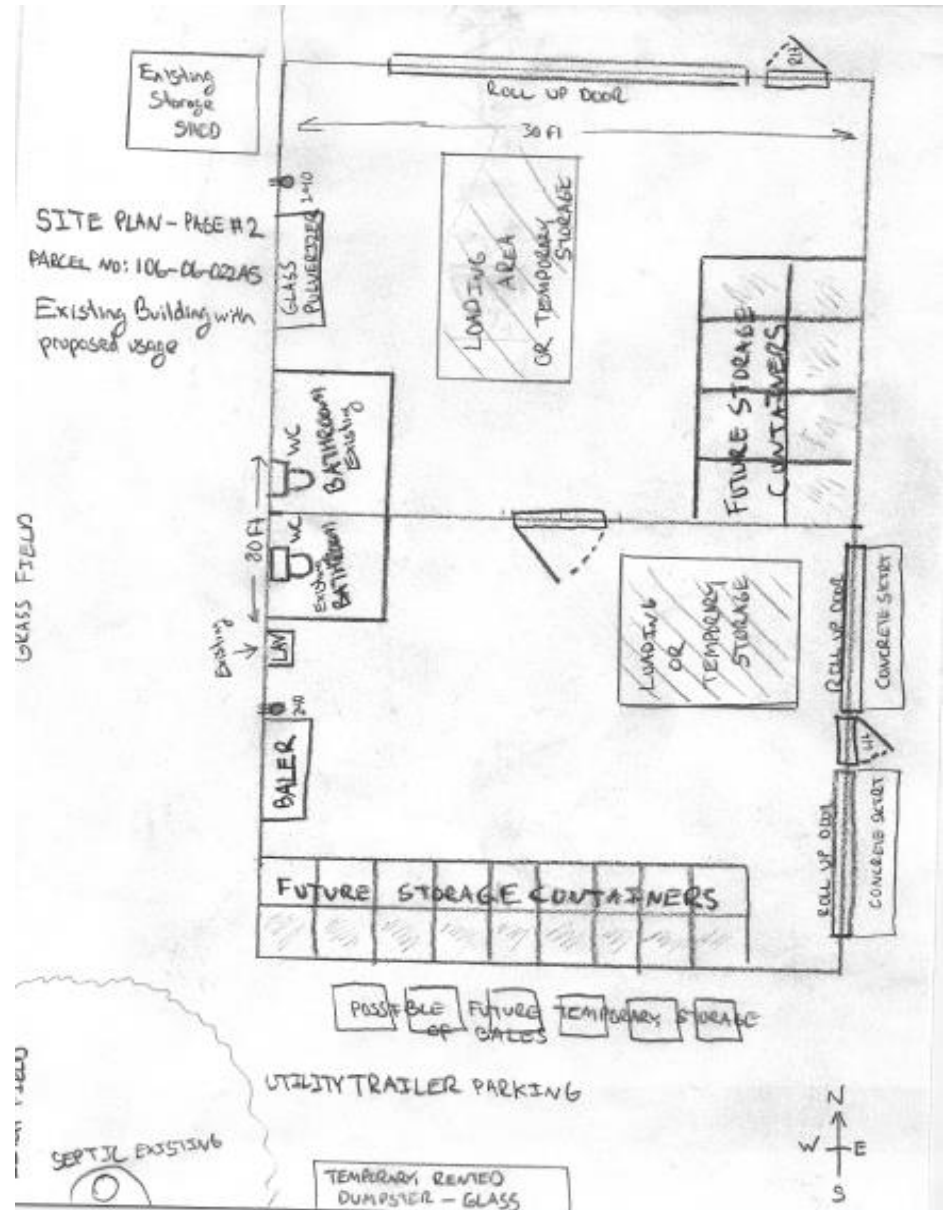 Existing
Storage
SHED
ROLL UP DOOR
RH
30 FT
SITE PLAN - PAGE #2
PARCEL NO: 106-06-022A5
Existing Building with
proposed usage
GLASS
PULVERIZER
240
LOADING
AREA
OR TEMPORARY
STORAGE
FUTURE STORAGE
CONTAINERS
WC
BATHROOM
Existing
WC
Existing
BATHROOM
80 FT
GRASS FIELD
Existing
LAV
240
BALER
LOADING
OR
TEMPORARY
STORAGE
ROLL UP DOOR
CONCRETE SKIRT
ROLL UP DOOR
CONCRETE SKIRT
FUTURE STORAGE CONTAINERS
POSSIBLE FUTURE TEMPORARY STORAGE
OF BALES
UTILITY TRAILER PARKING
FIELD
SEPTIC EXISTING
TEMPORARY RENTED
DUMPSTER - GLASS
N
W E
S